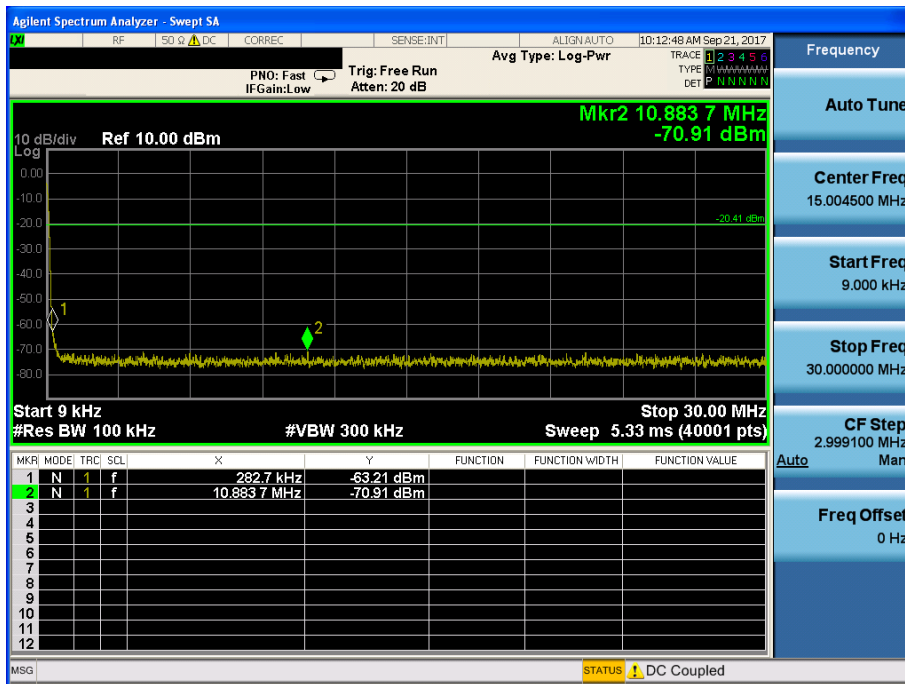 Agilent Spectrum Analyzer - Swept SA
LXI RF 50 Ω DC CORREC SENSE:INT ALIGN AUTO 10:12:48 AM Sep 21, 2017
Avg Type: Log-Pwr
TRACE 1 2 3 4 5 6
TYPE
DET P N N N N N
PNO: Fast
IFGain:Low
Trig: Free Run
Atten: 20 dB
Mkr2 10.883 7 MHz
-70.91 dBm
10 dB/div Ref 10.00 dBm
Log
0.00
-10.0
-20.0
-20.41 dBm
-30.0
-40.0
-50.0
-60.0
-70.0
-80.0
1
2
Start 9 kHz Stop 30.00 MHz
#Res BW 100 kHz #VBW 300 kHz Sweep 5.33 ms (40001 pts)
MKR MODE TRC SCL X Y FUNCTION FUNCTION WIDTH FUNCTION VALUE
1 N 1 f 282.7 kHz -63.21 dBm
2 N 1 f 10.883 7 MHz -70.91 dBm
3
4
5
6
7
8
9
10
11
12
MSG STATUS DC Coupled
Frequency
Auto Tune
Center Freq
15.004500 MHz
Start Freq
9.000 kHz
Stop Freq
30.000000 MHz
CF Step
2.999100 MHz
Auto Man
Freq Offset
0 Hz